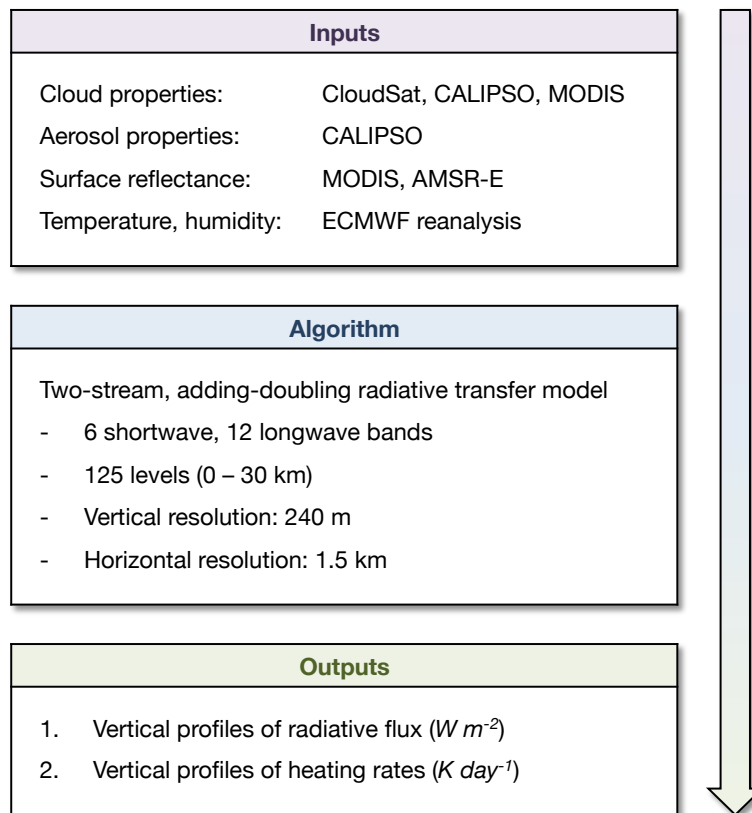 Inputs
Cloud properties: CloudSat, CALIPSO, MODIS
Aerosol properties: CALIPSO
Surface reflectance: MODIS, AMSR-E
Temperature, humidity: ECMWF reanalysis
Algorithm
Two-stream, adding-doubling radiative transfer model
- 6 shortwave, 12 longwave bands
- 125 levels (0 – 30 km)
- Vertical resolution: 240 m
- Horizontal resolution: 1.5 km
Outputs
1. Vertical profiles of radiative flux (W m⁻²)
2. Vertical profiles of heating rates (K day⁻¹)